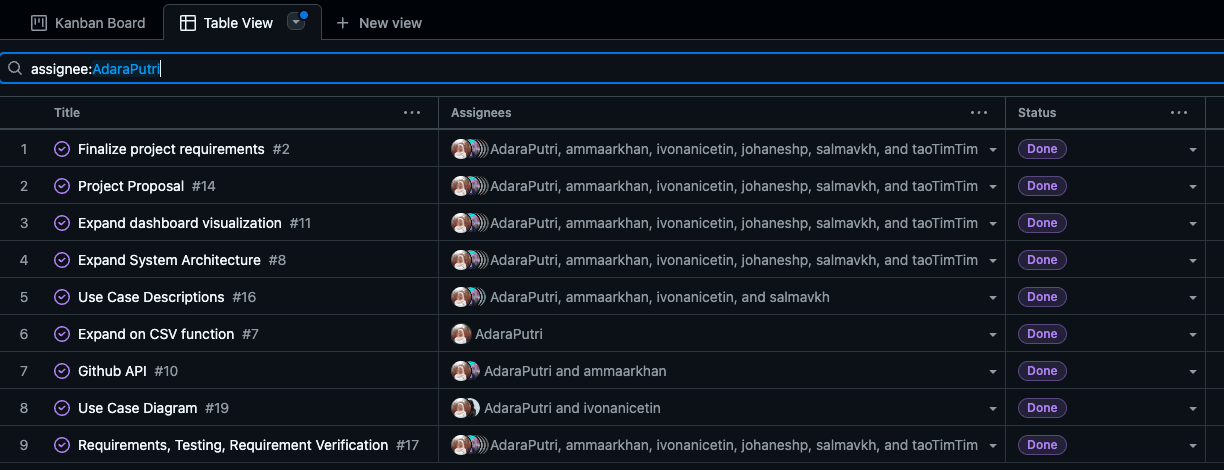 Kanban Board Table View New view
assignee:AdaraPutri
Title Assignees Status
1 Finalize project requirements #2 AdaraPutri, ammaarkhan, ivonanicetin, johaneshp, salmavkh, and taoTimTim Done
2 Project Proposal #14 AdaraPutri, ammaarkhan, ivonanicetin, johaneshp, salmavkh, and taoTimTim Done
3 Expand dashboard visualization #11 AdaraPutri, ammaarkhan, ivonanicetin, johaneshp, salmavkh, and taoTimTim Done
4 Expand System Architecture #8 AdaraPutri, ammaarkhan, ivonanicetin, johaneshp, salmavkh, and taoTimTim Done
5 Use Case Descriptions #16 AdaraPutri, ammaarkhan, ivonanicetin, and salmavkh Done
6 Expand on CSV function #7 AdaraPutri Done
7 Github API #10 AdaraPutri and ammaarkhan Done
8 Use Case Diagram #19 AdaraPutri and ivonanicetin Done
9 Requirements, Testing, Requirement Verification #17 AdaraPutri, ammaarkhan, ivonanicetin, johaneshp, salmavkh, and taoTimTim Done